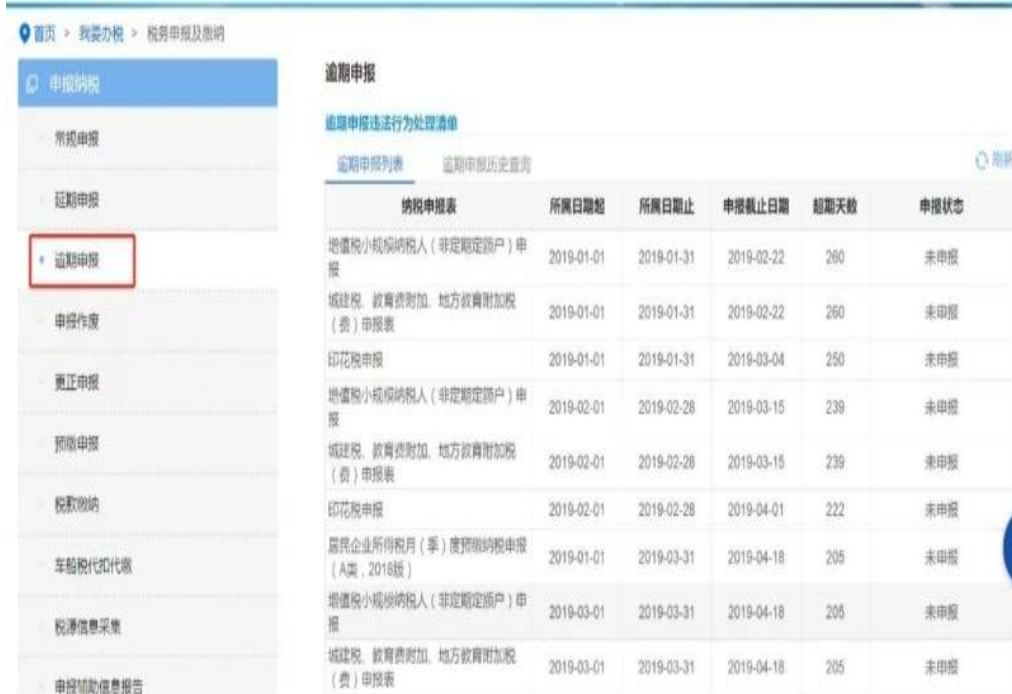 首页 > 我要办税 > 税务申报及缴纳
申报纳税
常规申报
延期申报
逾期申报
申报作废
更正申报
预缴申报
税款缴纳
车船税代扣代缴
税源信息采集
申报辅助信息报告
逾期申报
逾期申报违法行为处理清单
逾期申报列表 逾期申报历史查询
刷新
纳税申报表 所属日期起 所属日期止 申报截止日期 超期天数 申报状态
增值税小规模纳税人（非定期定额户）申
报 2019-01-01 2019-01-31 2019-02-22 260 未申报
城建税、教育费附加、地方教育附加税
（费）申报表 2019-01-01 2019-01-31 2019-02-22 260 未申报
印花税申报 2019-01-01 2019-01-31 2019-03-04 250 未申报
增值税小规模纳税人（非定期定额户）申
报 2019-02-01 2019-02-28 2019-03-15 239 未申报
城建税、教育费附加、地方教育附加税
（费）申报表 2019-02-01 2019-02-28 2019-03-15 239 未申报
印花税申报 2019-02-01 2019-02-28 2019-04-01 222 未申报
居民企业所得税月（季）度预缴纳税申报
（A类，2018版） 2019-01-01 2019-03-31 2019-04-18 205 未申报
增值税小规模纳税人（非定期定额户）申
报 2019-03-01 2019-03-31 2019-04-18 205 未申报
城建税、教育费附加、地方教育附加税
（费）申报表 2019-03-01 2019-03-31 2019-04-18 205 未申报